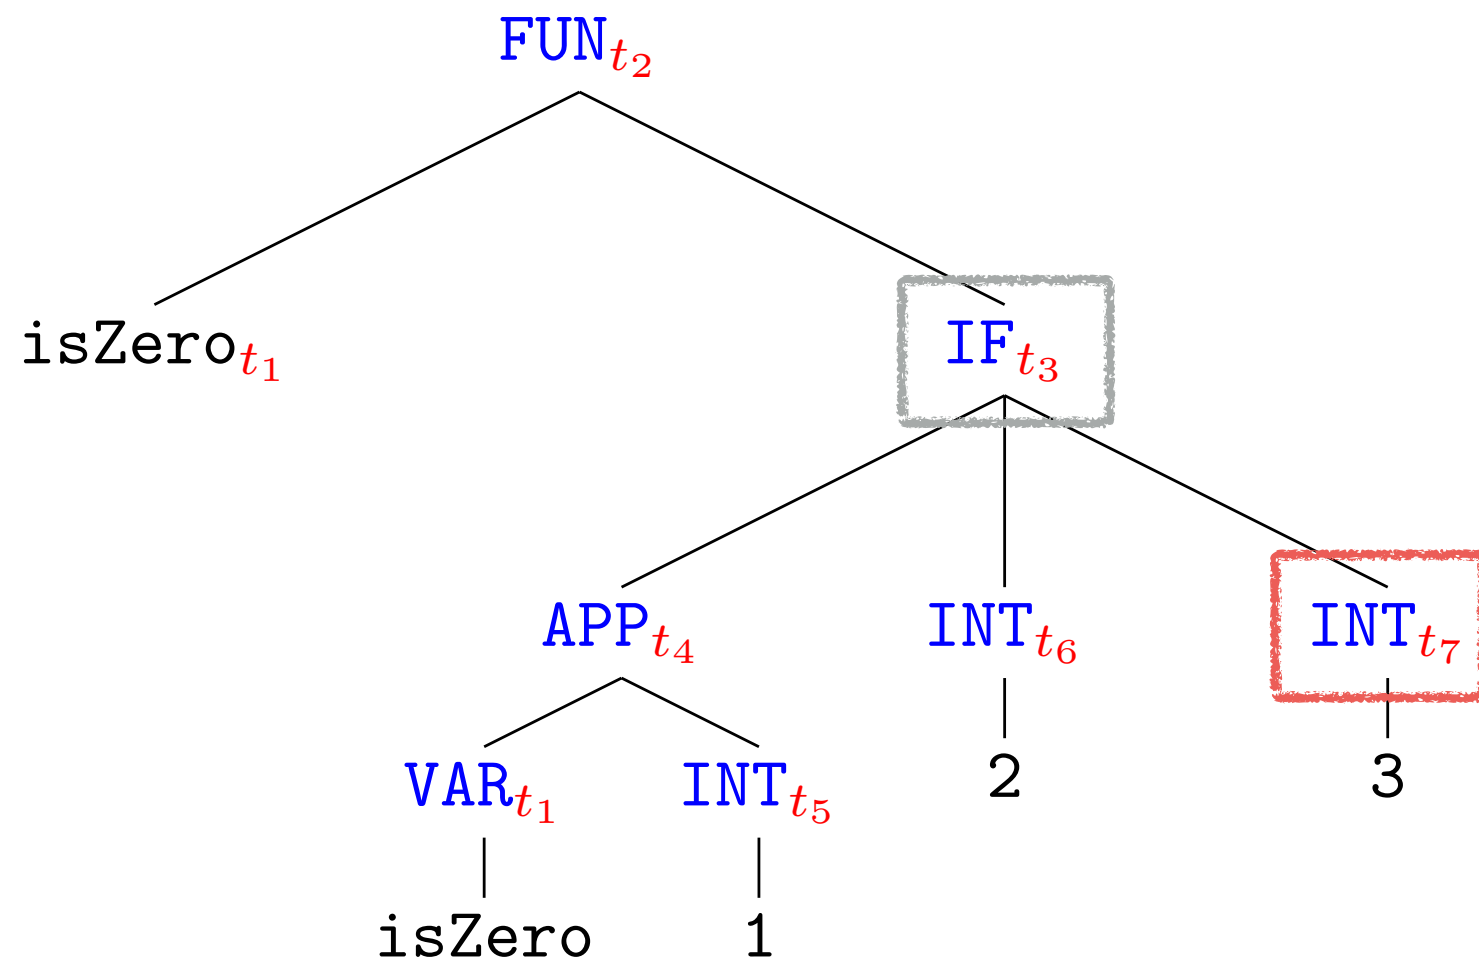 FUNt2
isZerot1 IFt3
APPt4 INTt6 INTt7
VARt1 INTt5 2 3
isZero 1